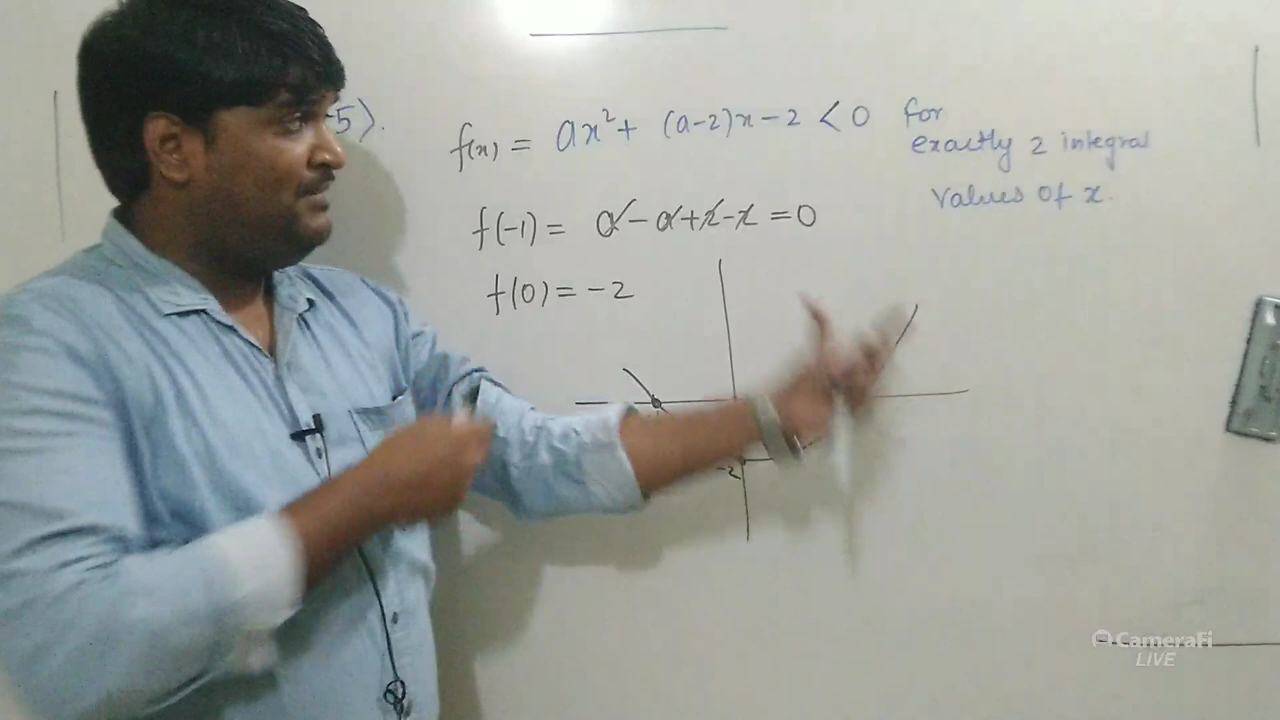 -5).
f(x) = ax² + (a-2)x - 2 < 0 for
exactly 2 integral
values of x.
f(-1) = a - a + 2 - 2 = 0
f(0) = -2
-2
CameraFi
LIVE